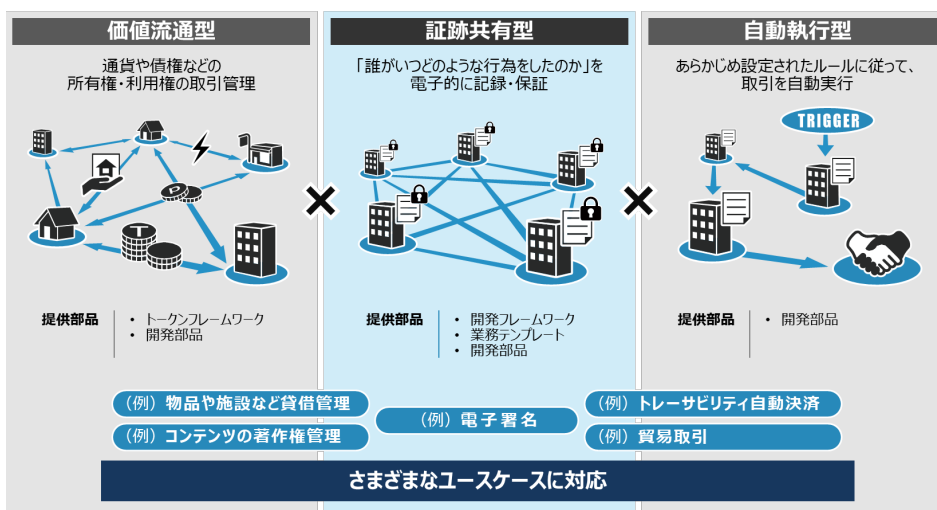 価値流通型
通貨や債権などの
所有権・利用権の取引管理
提供部品
・ トークンフレームワーク
・ 開発部品
証跡共有型
「誰がいつどのような行為をしたのか」を
電子的に記録・保証
提供部品
・ 開発フレームワーク
・ 業務テンプレート
・ 開発部品
自動執行型
あらかじめ設定されたルールに従って、
取引を自動実行
TRIGGER
提供部品
・ 開発部品
×
×
P
T
(例) 物品や施設など貸借管理
(例) コンテンツの著作権管理
(例) 電子署名
(例) トレーサビリティ自動決済
(例) 貿易取引
さまざまなユースケースに対応